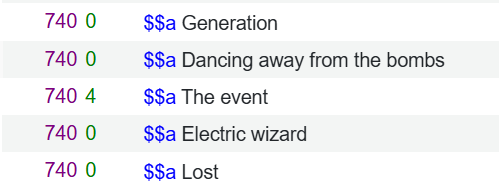 740 0 $$a Generation
740 0 $$a Dancing away from the bombs
740 4 $$a The event
740 0 $$a Electric wizard
740 0 $$a Lost